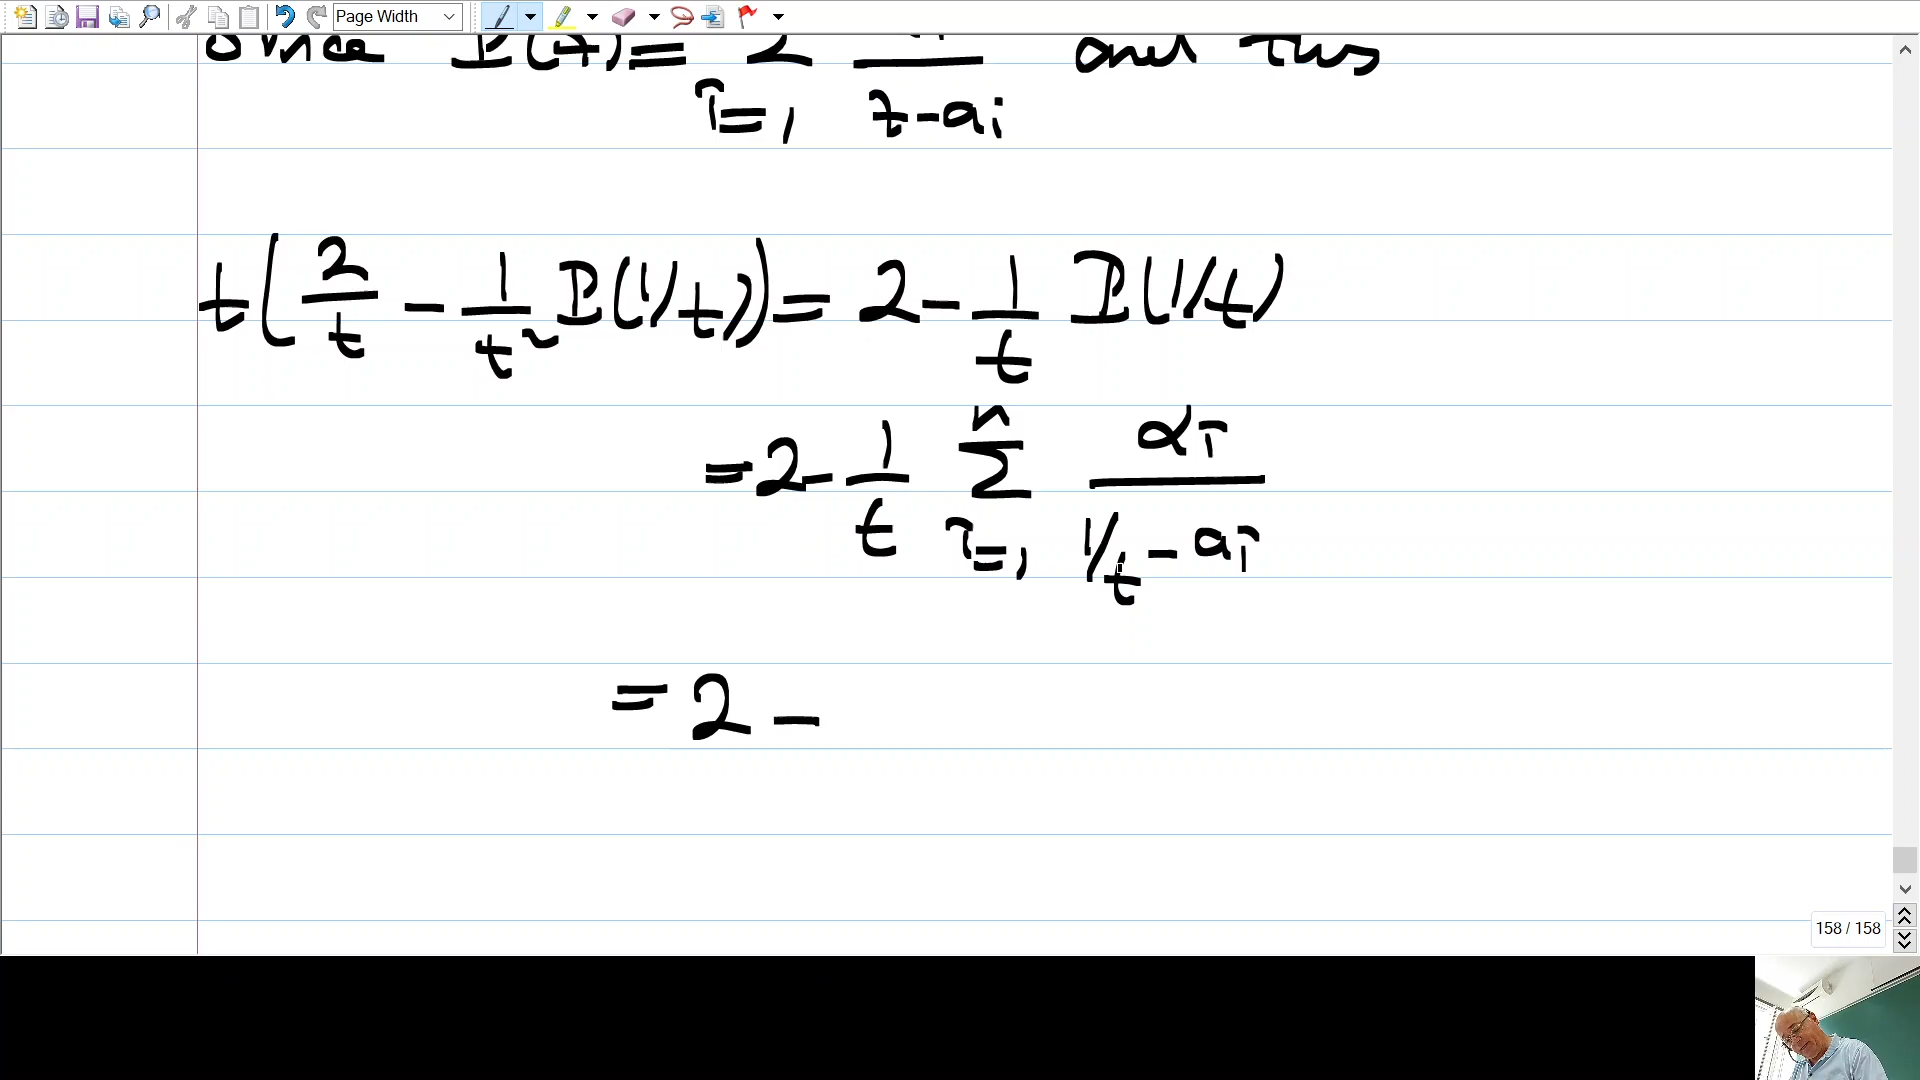 Page Width
Since P(z) = Σ i=1 / z-ai and thus
t(2/t - 1/t² P(1/t)) = 2 - 1/t P(1/t)
= 2 - 1/t Σ n i=1 αi / 1/t - ai
= 2 -
158 / 158